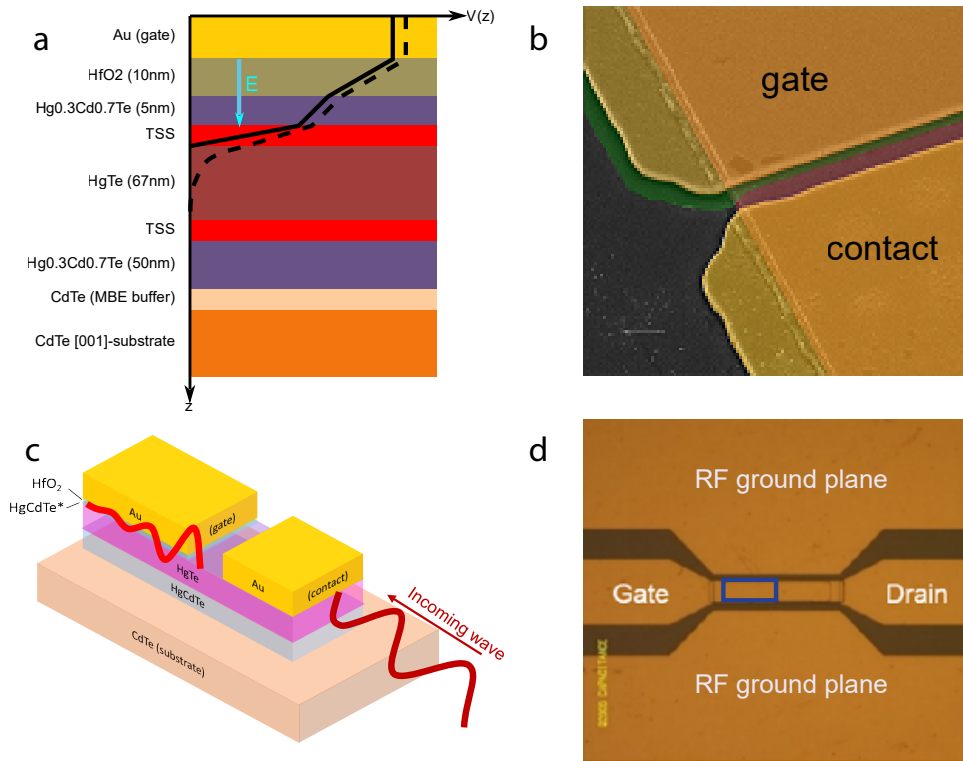 a
V(z)
Au (gate)
HfO2 (10nm)
E
Hg0.3Cd0.7Te (5nm)
TSS
HgTe (67nm)
TSS
Hg0.3Cd0.7Te (50nm)
CdTe (MBE buffer)
CdTe [001]-substrate
z
b
gate
contact
c
HfO₂
HgCdTe*
Au
(gate)
HgTe
HgCdTe
Au
(contact)
CdTe (substrate)
Incoming wave
d
RF ground plane
Gate
Drain
RF ground plane